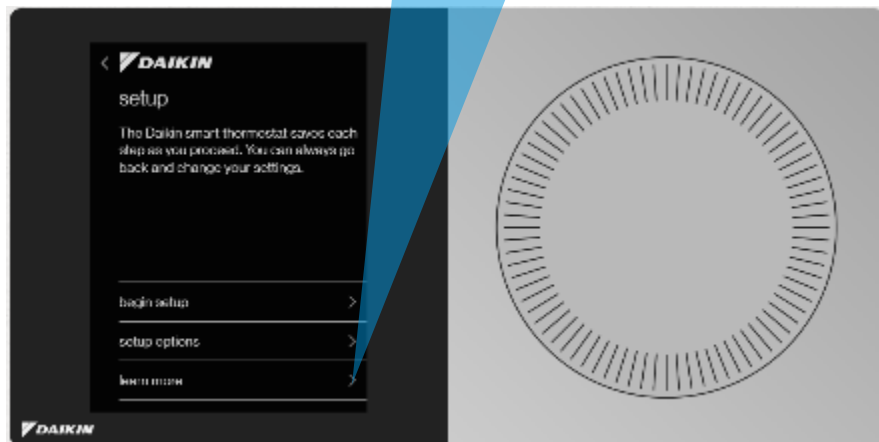 DAIKIN
setup
The Daikin smart thermostat saves each
step as you proceed. You can always go
back and change your settings.
begin setup
setup options
learn more
DAIKIN